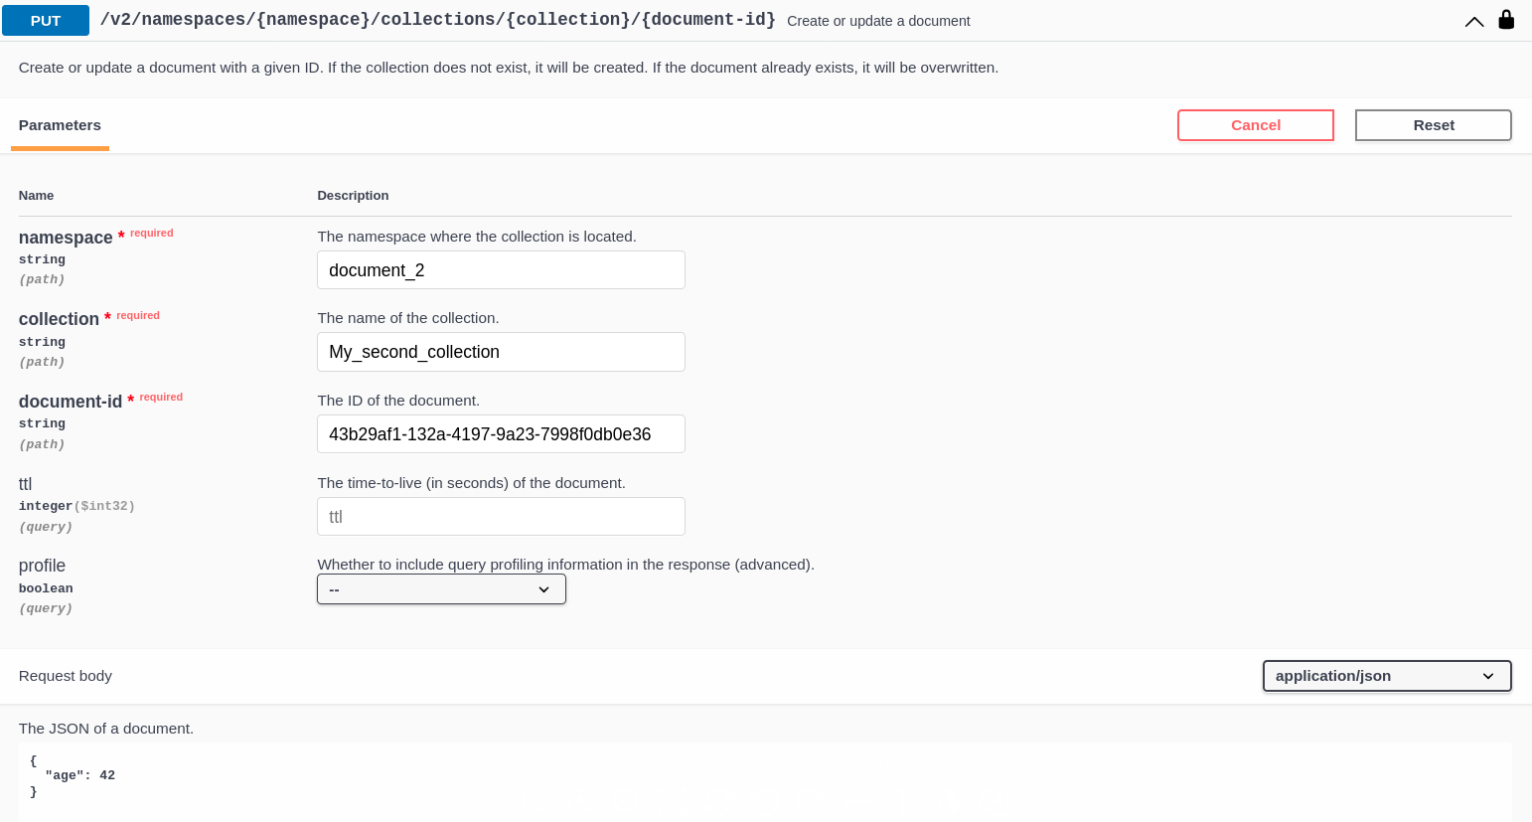 PUT /v2/namespaces/{namespace}/collections/{collection}/{document-id} Create or update a document
Create or update a document with a given ID. If the collection does not exist, it will be created. If the document already exists, it will be overwritten.
Parameters Cancel Reset
Name Description
namespace * required The namespace where the collection is located.
string
(path)
document_2
collection * required The name of the collection.
string
(path)
My_second_collection
document-id * required The ID of the document.
string
(path)
43b29af1-132a-4197-9a23-7998f0db0e36
ttl The time-to-live (in seconds) of the document.
integer($int32)
(query)
ttl
profile Whether to include query profiling information in the response (advanced).
boolean
(query)
--
Request body application/json
The JSON of a document.
{
"age": 42
}